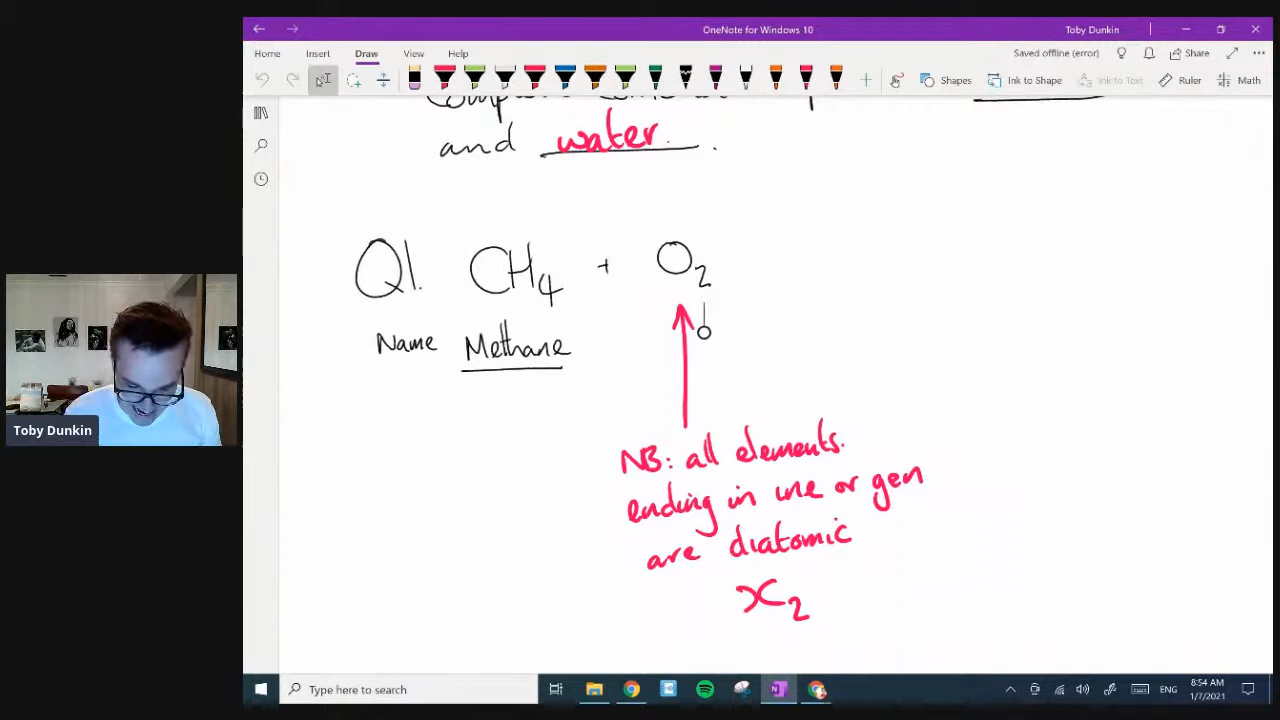 OneNote for Windows 10
Toby Dunkin
Home Insert Draw View Help
Saved offline (error)
Share
Shapes
Ink to Shape
Ink to Text
Ruler
Math
and water.
Q1. CH4 + O2
Name Methane
NB: all elements.
ending in ine or gen
are diatomic
x2
Toby Dunkin
Type here to search
ENG
8:54 AM
1/7/2021